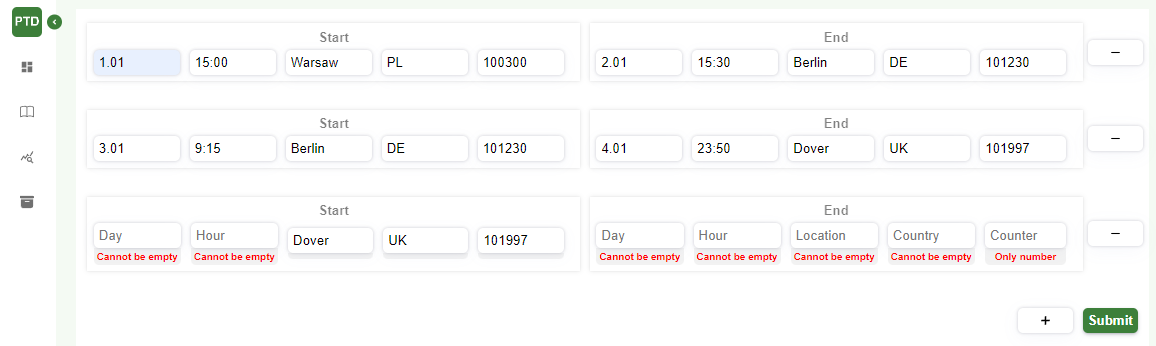 PTD
Start End
1.01 15:00 Warsaw PL 100300 2.01 15:30 Berlin DE 101230 −
Start End
3.01 9:15 Berlin DE 101230 4.01 23:50 Dover UK 101997 −
Start End
Day Hour Dover UK 101997 Day Hour Location Country Counter −
Cannot be empty Cannot be empty Cannot be empty Cannot be empty Cannot be empty Cannot be empty Only number
+ Submit